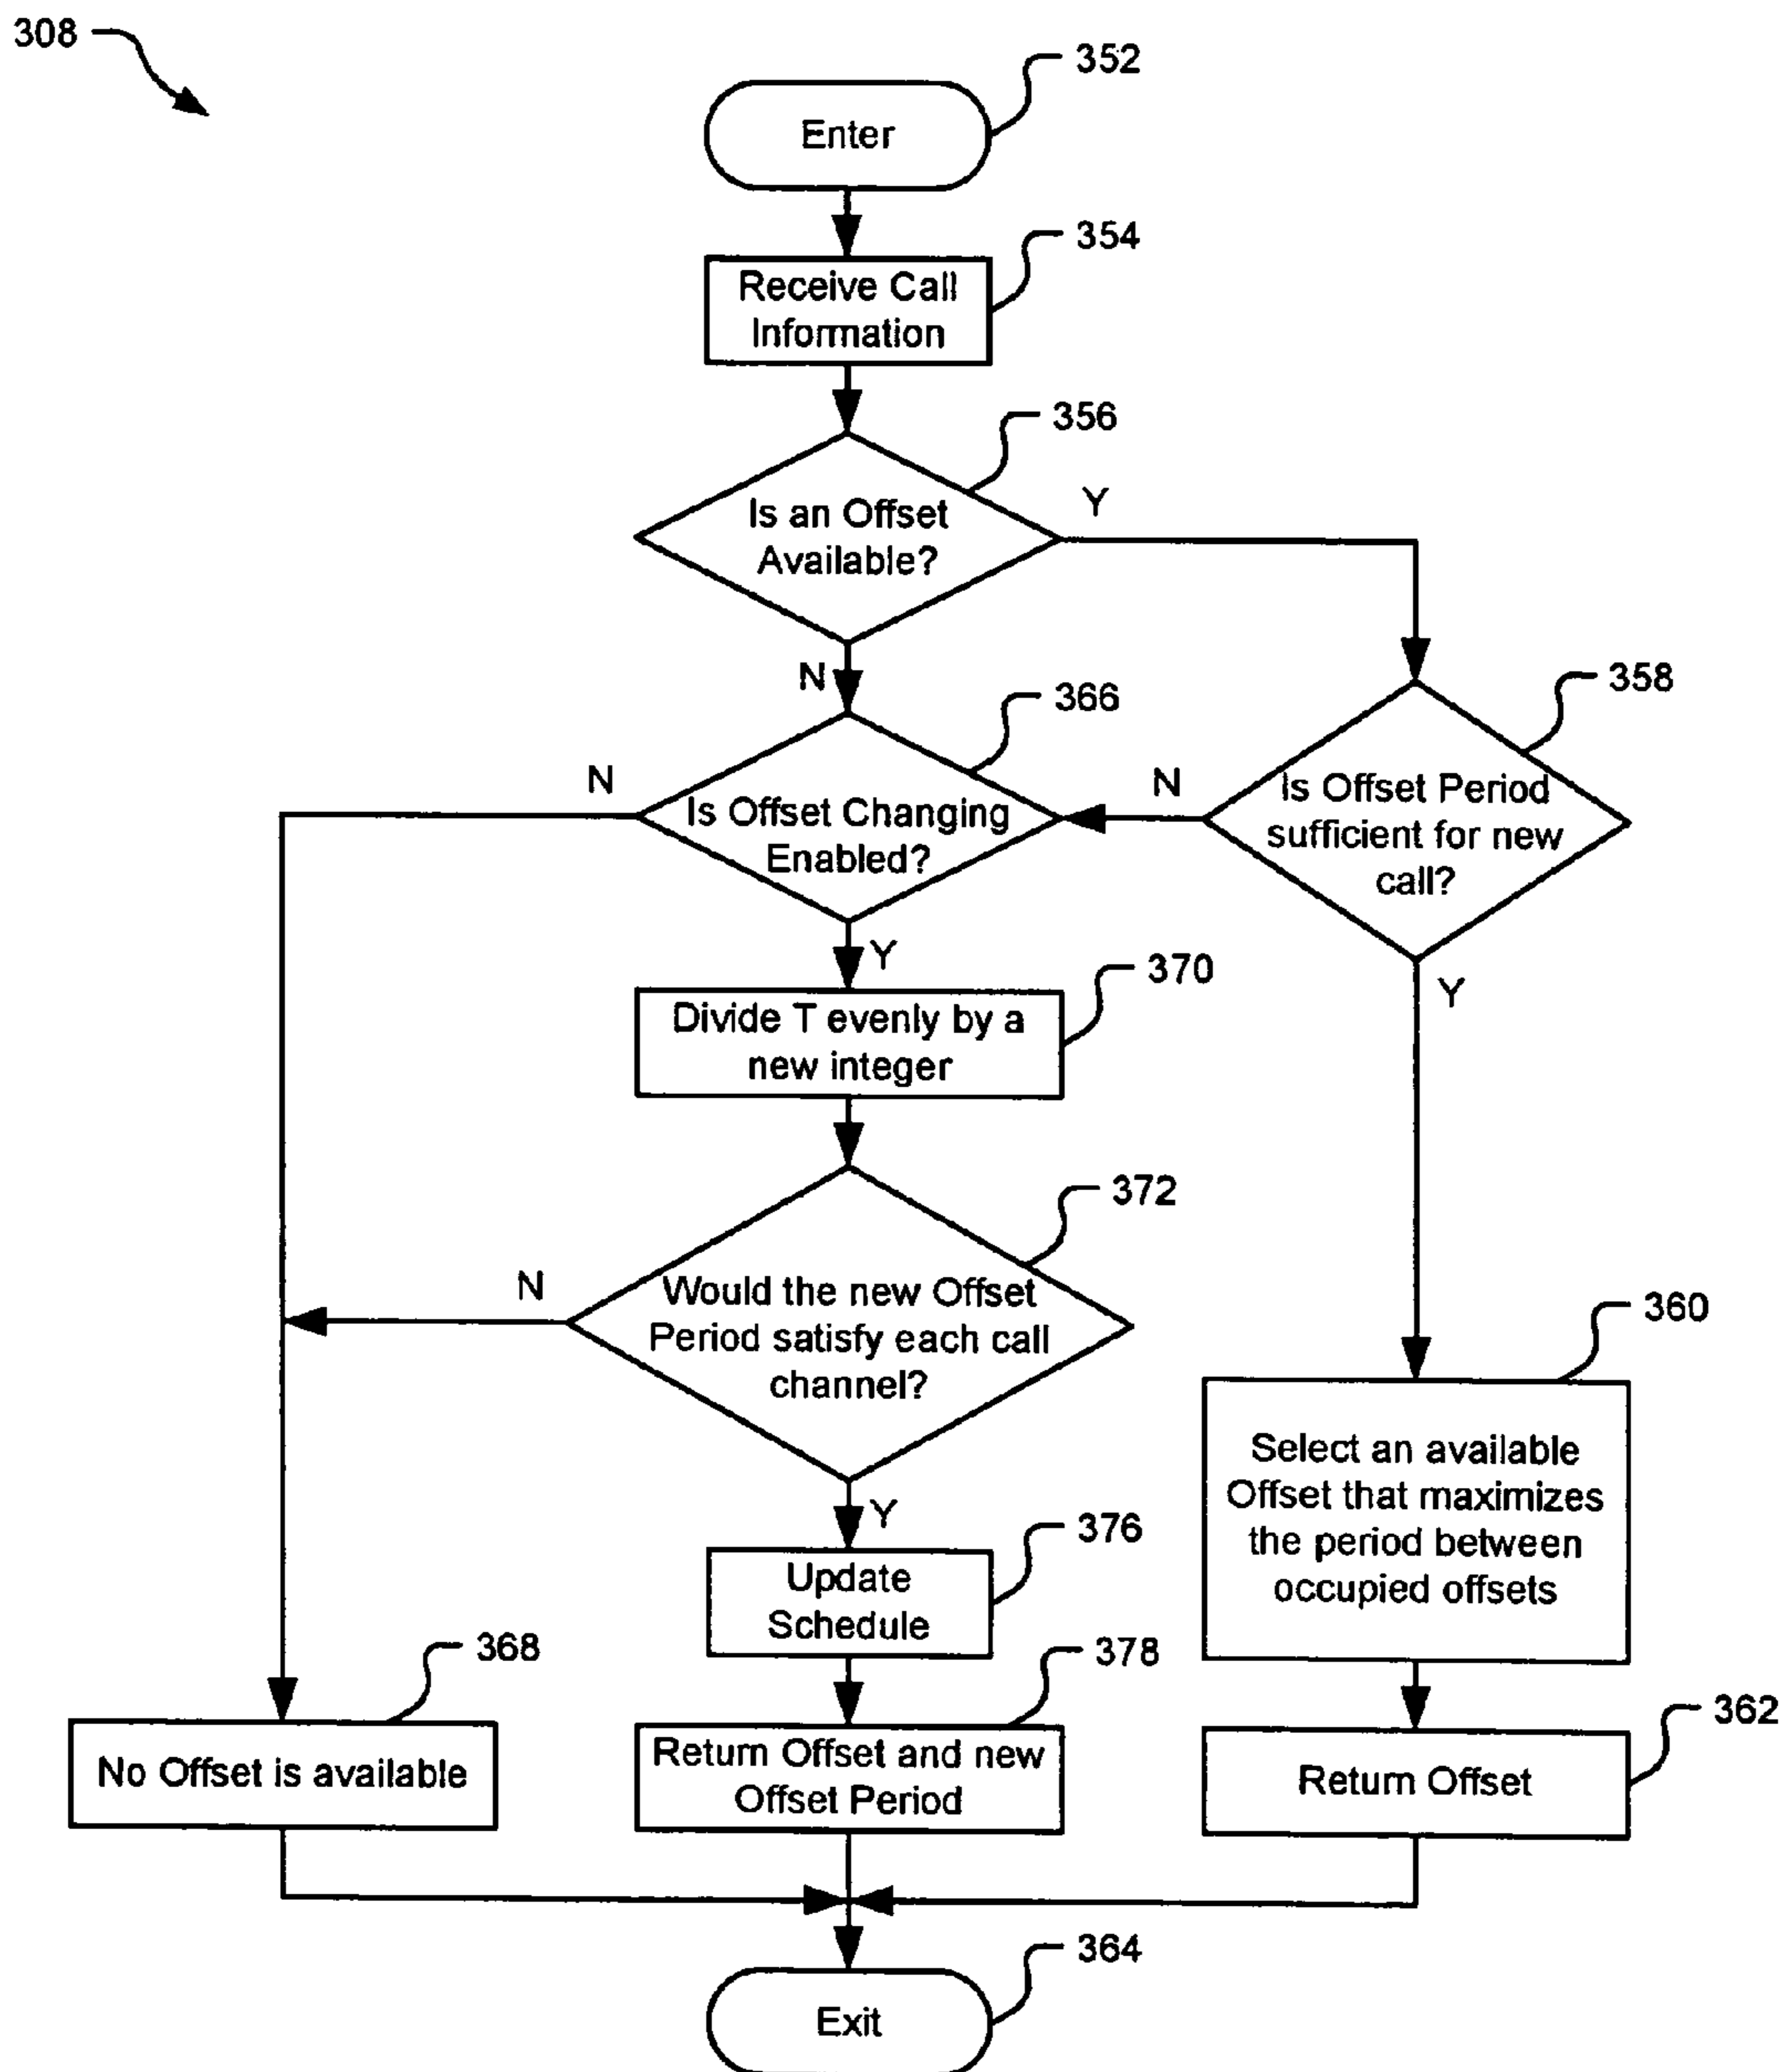 308
352
Enter
354
Receive Call
Information
356
Is an Offset
Available?
Y
N
358
366
Is Offset Period
sufficient for new
call?
N
N
Is Offset Changing
Enabled?
Y
Y
370
Divide T evenly by a
new integer
372
Would the new Offset
Period satisfy each call
channel?
N
Y
360
Select an available
Offset that maximizes
the period between
occupied offsets
376
Update
Schedule
368
No Offset is available
378
Return Offset and new
Offset Period
362
Return Offset
364
Exit